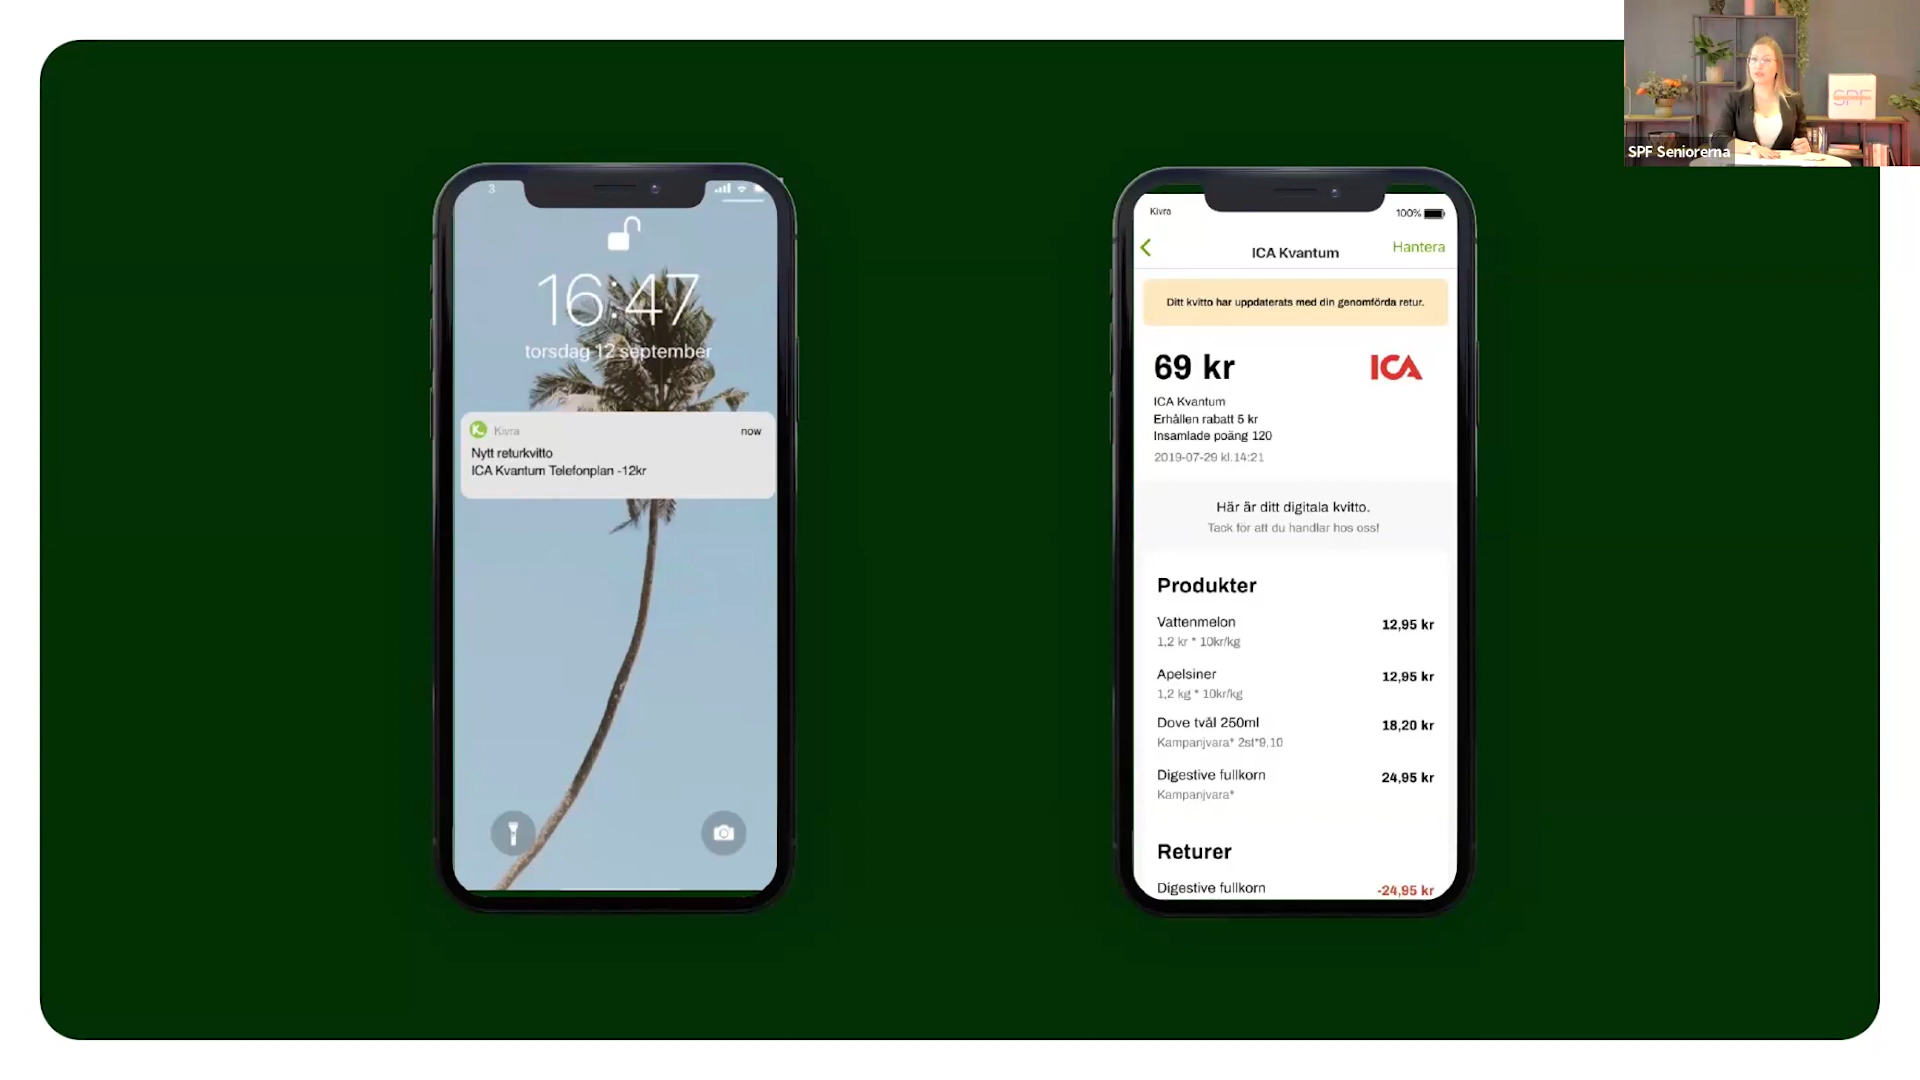 SPF
SPF Seniorerna
3
16:47
torsdag 12 september
Kivra
now
Nytt returkvitto
ICA Kvantum Telefonplan -12kr
Kivra
100%
ICA Kvantum
Hantera
Ditt kvitto har uppdaterats med din genomförda retur.
69 kr
ICA
ICA Kvantum
Erhållen rabatt 5 kr
Insamlade poäng 120
2019-07-29 kl.14:21
Här är ditt digitala kvitto.
Tack för att du handlar hos oss!
Produkter
Vattenmelon
12,95 kr
1,2 kr * 10kr/kg
Apelsiner
12,95 kr
1,2 kg * 10kr/kg
Dove tvål 250ml
18,20 kr
Kampanjvara* 2st*9,10
Digestive fullkorn
24,95 kr
Kampanjvara*
Returer
Digestive fullkorn
-24,95 kr